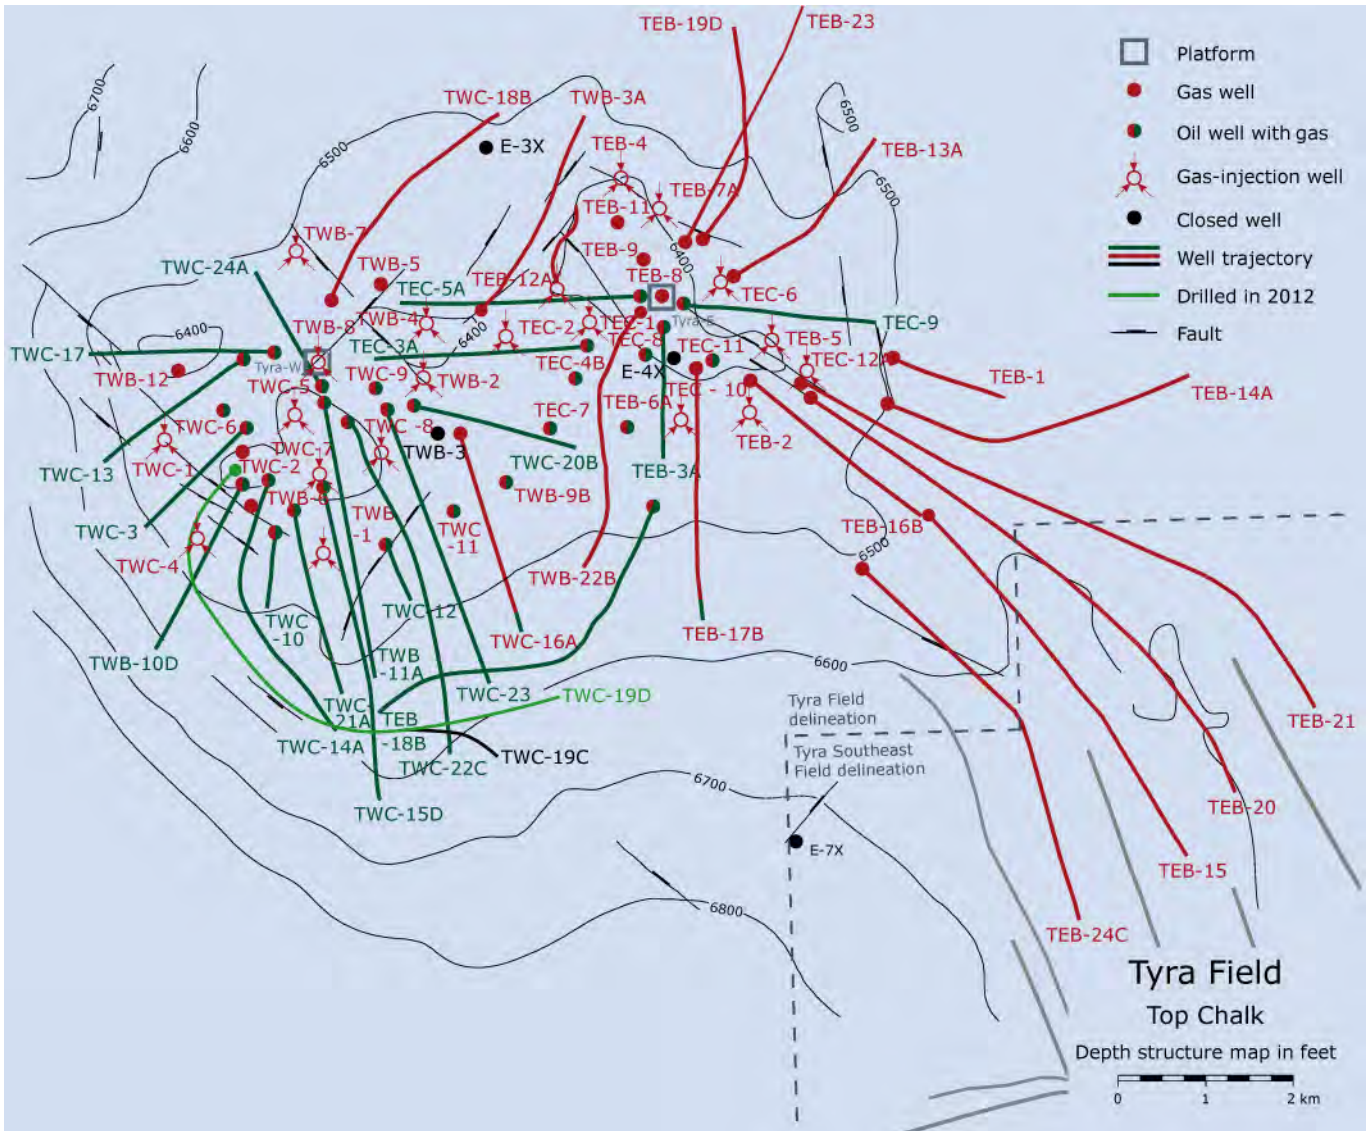 TEB-19D
TEB-23
Platform
Gas well
Oil well with gas
Gas-injection well
Closed well
Well trajectory
Drilled in 2012
Fault
6700
6600
6500
TWC-18B
TWB-3A
E-3X
TEB-4
6500
TEB-13A
6500
TEB-7A
TEB-11
TWB-7
TEB-9
6400
TWC-24A
TWB-5
TEB-12A
TEB-8
TEC-5A
TEC-6
TWB-8
TWB-4
6400
TEC-2
TEC-1
Tyra-E
TEC-9
6400
TEC-3A
TEC-8
TEC-11
TEB-5
TWC-17
Tyra-W
TEC-4B
E-4X
TEC-12A
TWB-12
TWC-5
TWC-9
TWB-2
TEC - 10
TEB-1
TEB-14A
TWC-6
TWC -8
TEC-7
TEB-6A
TEB-2
TWC-13
TWC-1
TWC-2
TWC-7
TWB-3
TWC-20B
TEB-3A
TWB-6
TWB-9B
TWC-3
TWB
-1
TWC
-11
TEB-16B
6500
TWC-4
TWB-22B
TWC
-10
TWC-12
TWC-16A
TEB-17B
TWB-10D
TWB
-11A
6600
TWC-23
TWC-19D
TWC-
21A
TEB
-18B
TWC-14A
TWC-22C
TWC-19C
Tyra Field
delineation
Tyra Southeast
Field delineation
TEB-21
6700
TWC-15D
TEB-20
E-7X
TEB-15
6800
TEB-24C
Tyra Field
Top Chalk
Depth structure map in feet
0 1 2 km